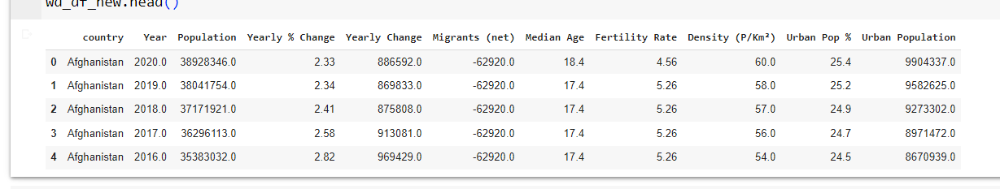 wd_df_new.head()
country Year Population Yearly % Change Yearly Change Migrants (net) Median Age Fertility Rate Density (P/Km²) Urban Pop % Urban Population
0 Afghanistan 2020.0 38928346.0 2.33 886592.0 -62920.0 18.4 4.56 60.0 25.4 9904337.0
1 Afghanistan 2019.0 38041754.0 2.34 869833.0 -62920.0 17.4 5.26 58.0 25.2 9582625.0
2 Afghanistan 2018.0 37171921.0 2.41 875808.0 -62920.0 17.4 5.26 57.0 24.9 9273302.0
3 Afghanistan 2017.0 36296113.0 2.58 913081.0 -62920.0 17.4 5.26 56.0 24.7 8971472.0
4 Afghanistan 2016.0 35383032.0 2.82 969429.0 -62920.0 17.4 5.26 54.0 24.5 8670939.0